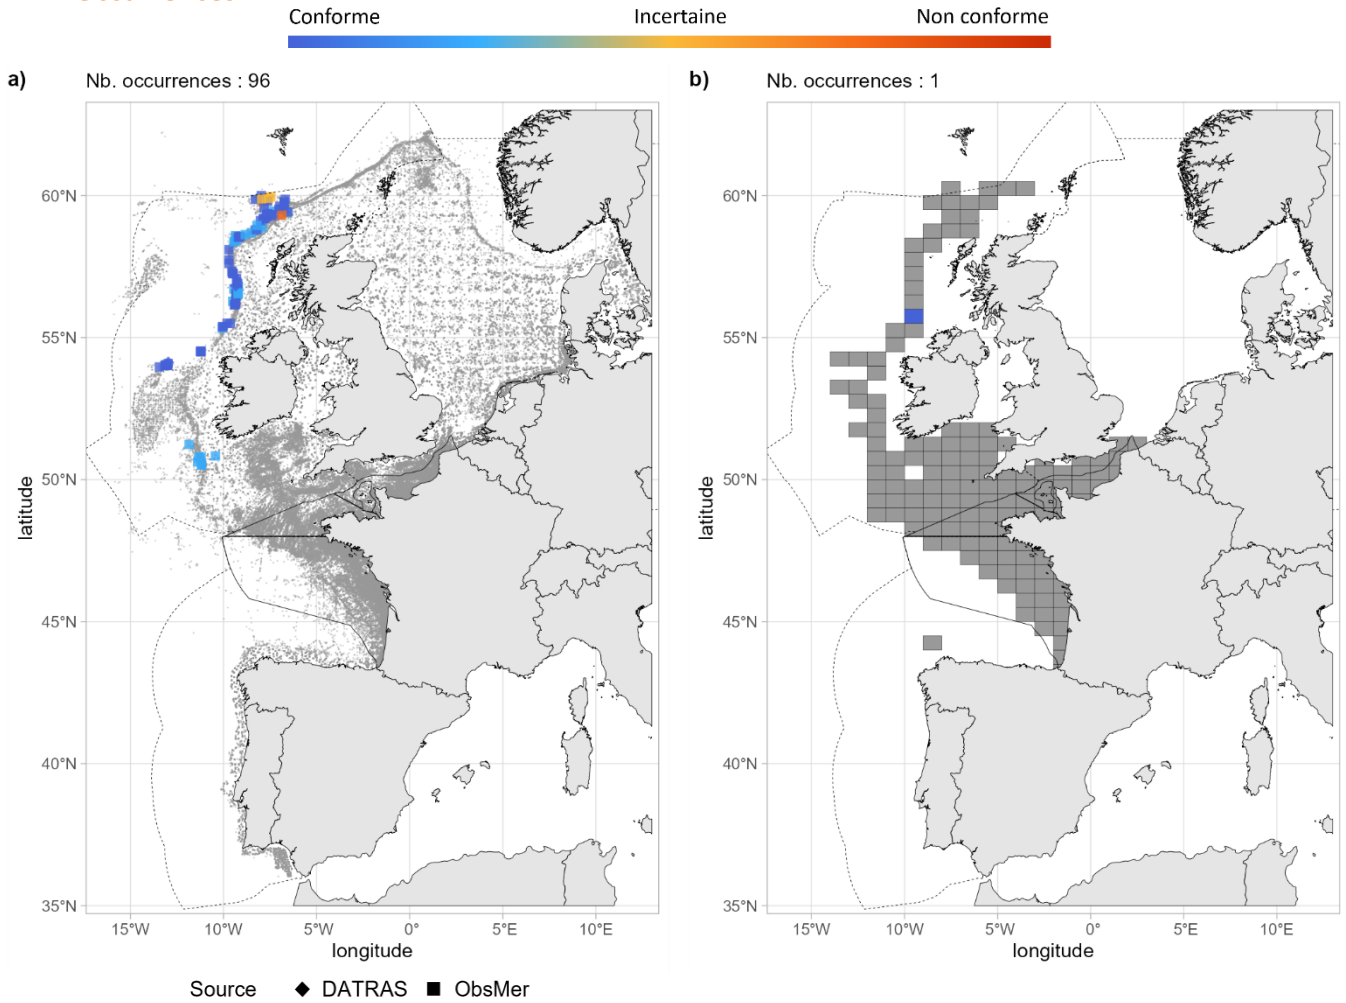 Conforme Incertaine Non conforme
a) Nb. occurrences : 96
b) Nb. occurrences : 1
60°N
55°N
50°N
45°N
40°N
35°N
latitude
15°W 10°W 5°W 0° 5°E 10°E
longitude
60°N
55°N
50°N
45°N
40°N
35°N
latitude
15°W 10°W 5°W 0° 5°E 10°E
longitude
Source DATRAS ObsMer